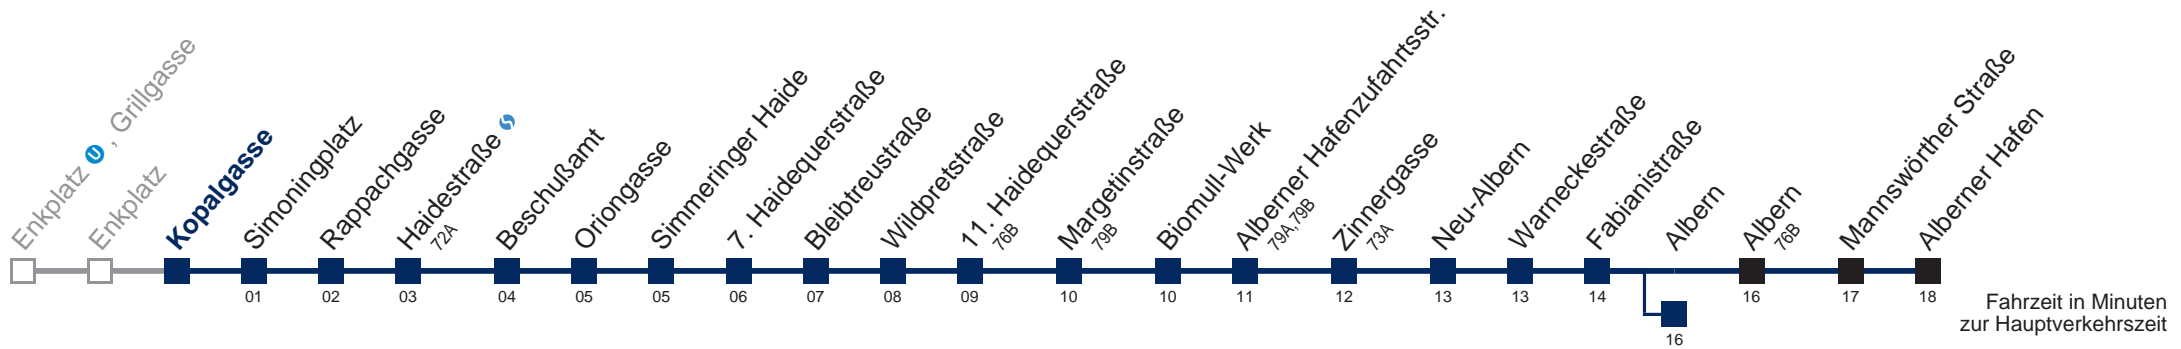 Enkplatz U, Grillgasse
Enkplatz
Kopalgasse
Simoningplatz
01
Rappachgasse
02
Haidestraße
72A
03
Beschußamt
04
Oriongasse
05
Simmeringer Haide
05
7. Haidequerstraße
06
Bleibtreustraße
07
Wildpretstraße
08
11. Haidequerstraße
76B
09
Margetinstraße
79B
10
Biomull-Werk
10
Alberner Hafenzufahrtsstr.
79A,79B
11
Zinnergasse
73A
12
Neu-Albern
13
Warneckestraße
13
Fabianistraße
14
Albern
16
Albern
76B
16
Mannswörther Straße
17
Alberner Hafen
18
Fahrzeit in Minuten
zur Hauptverkehrszeit